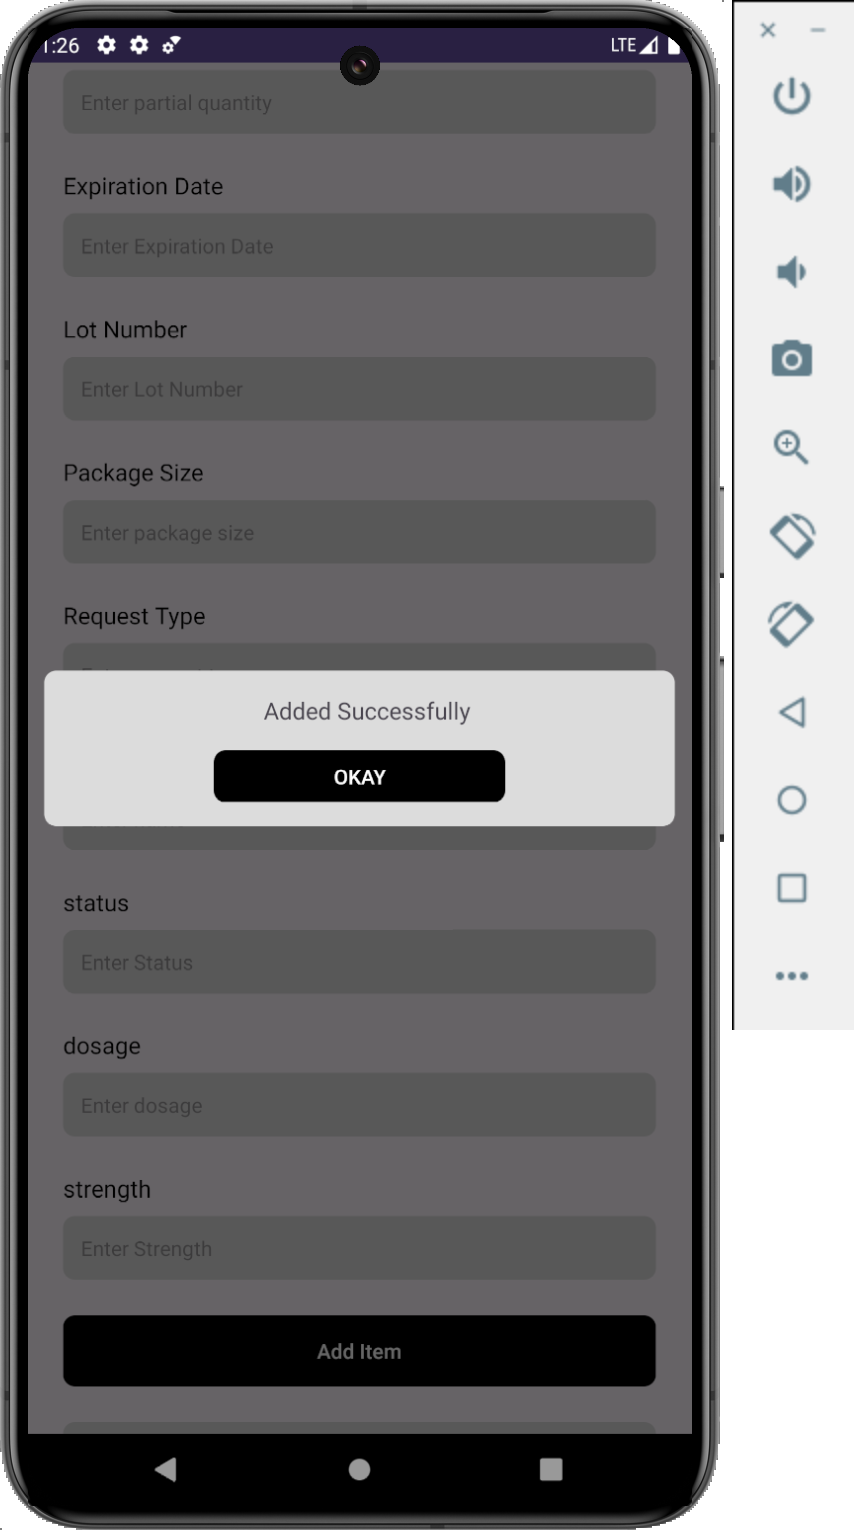 1:26
LTE
Enter partial quantity
Expiration Date
Enter Expiration Date
Lot Number
Enter Lot Number
Package Size
Enter package size
Request Type
Added Successfully
OKAY
status
Enter Status
dosage
Enter dosage
strength
Enter Strength
Add Item